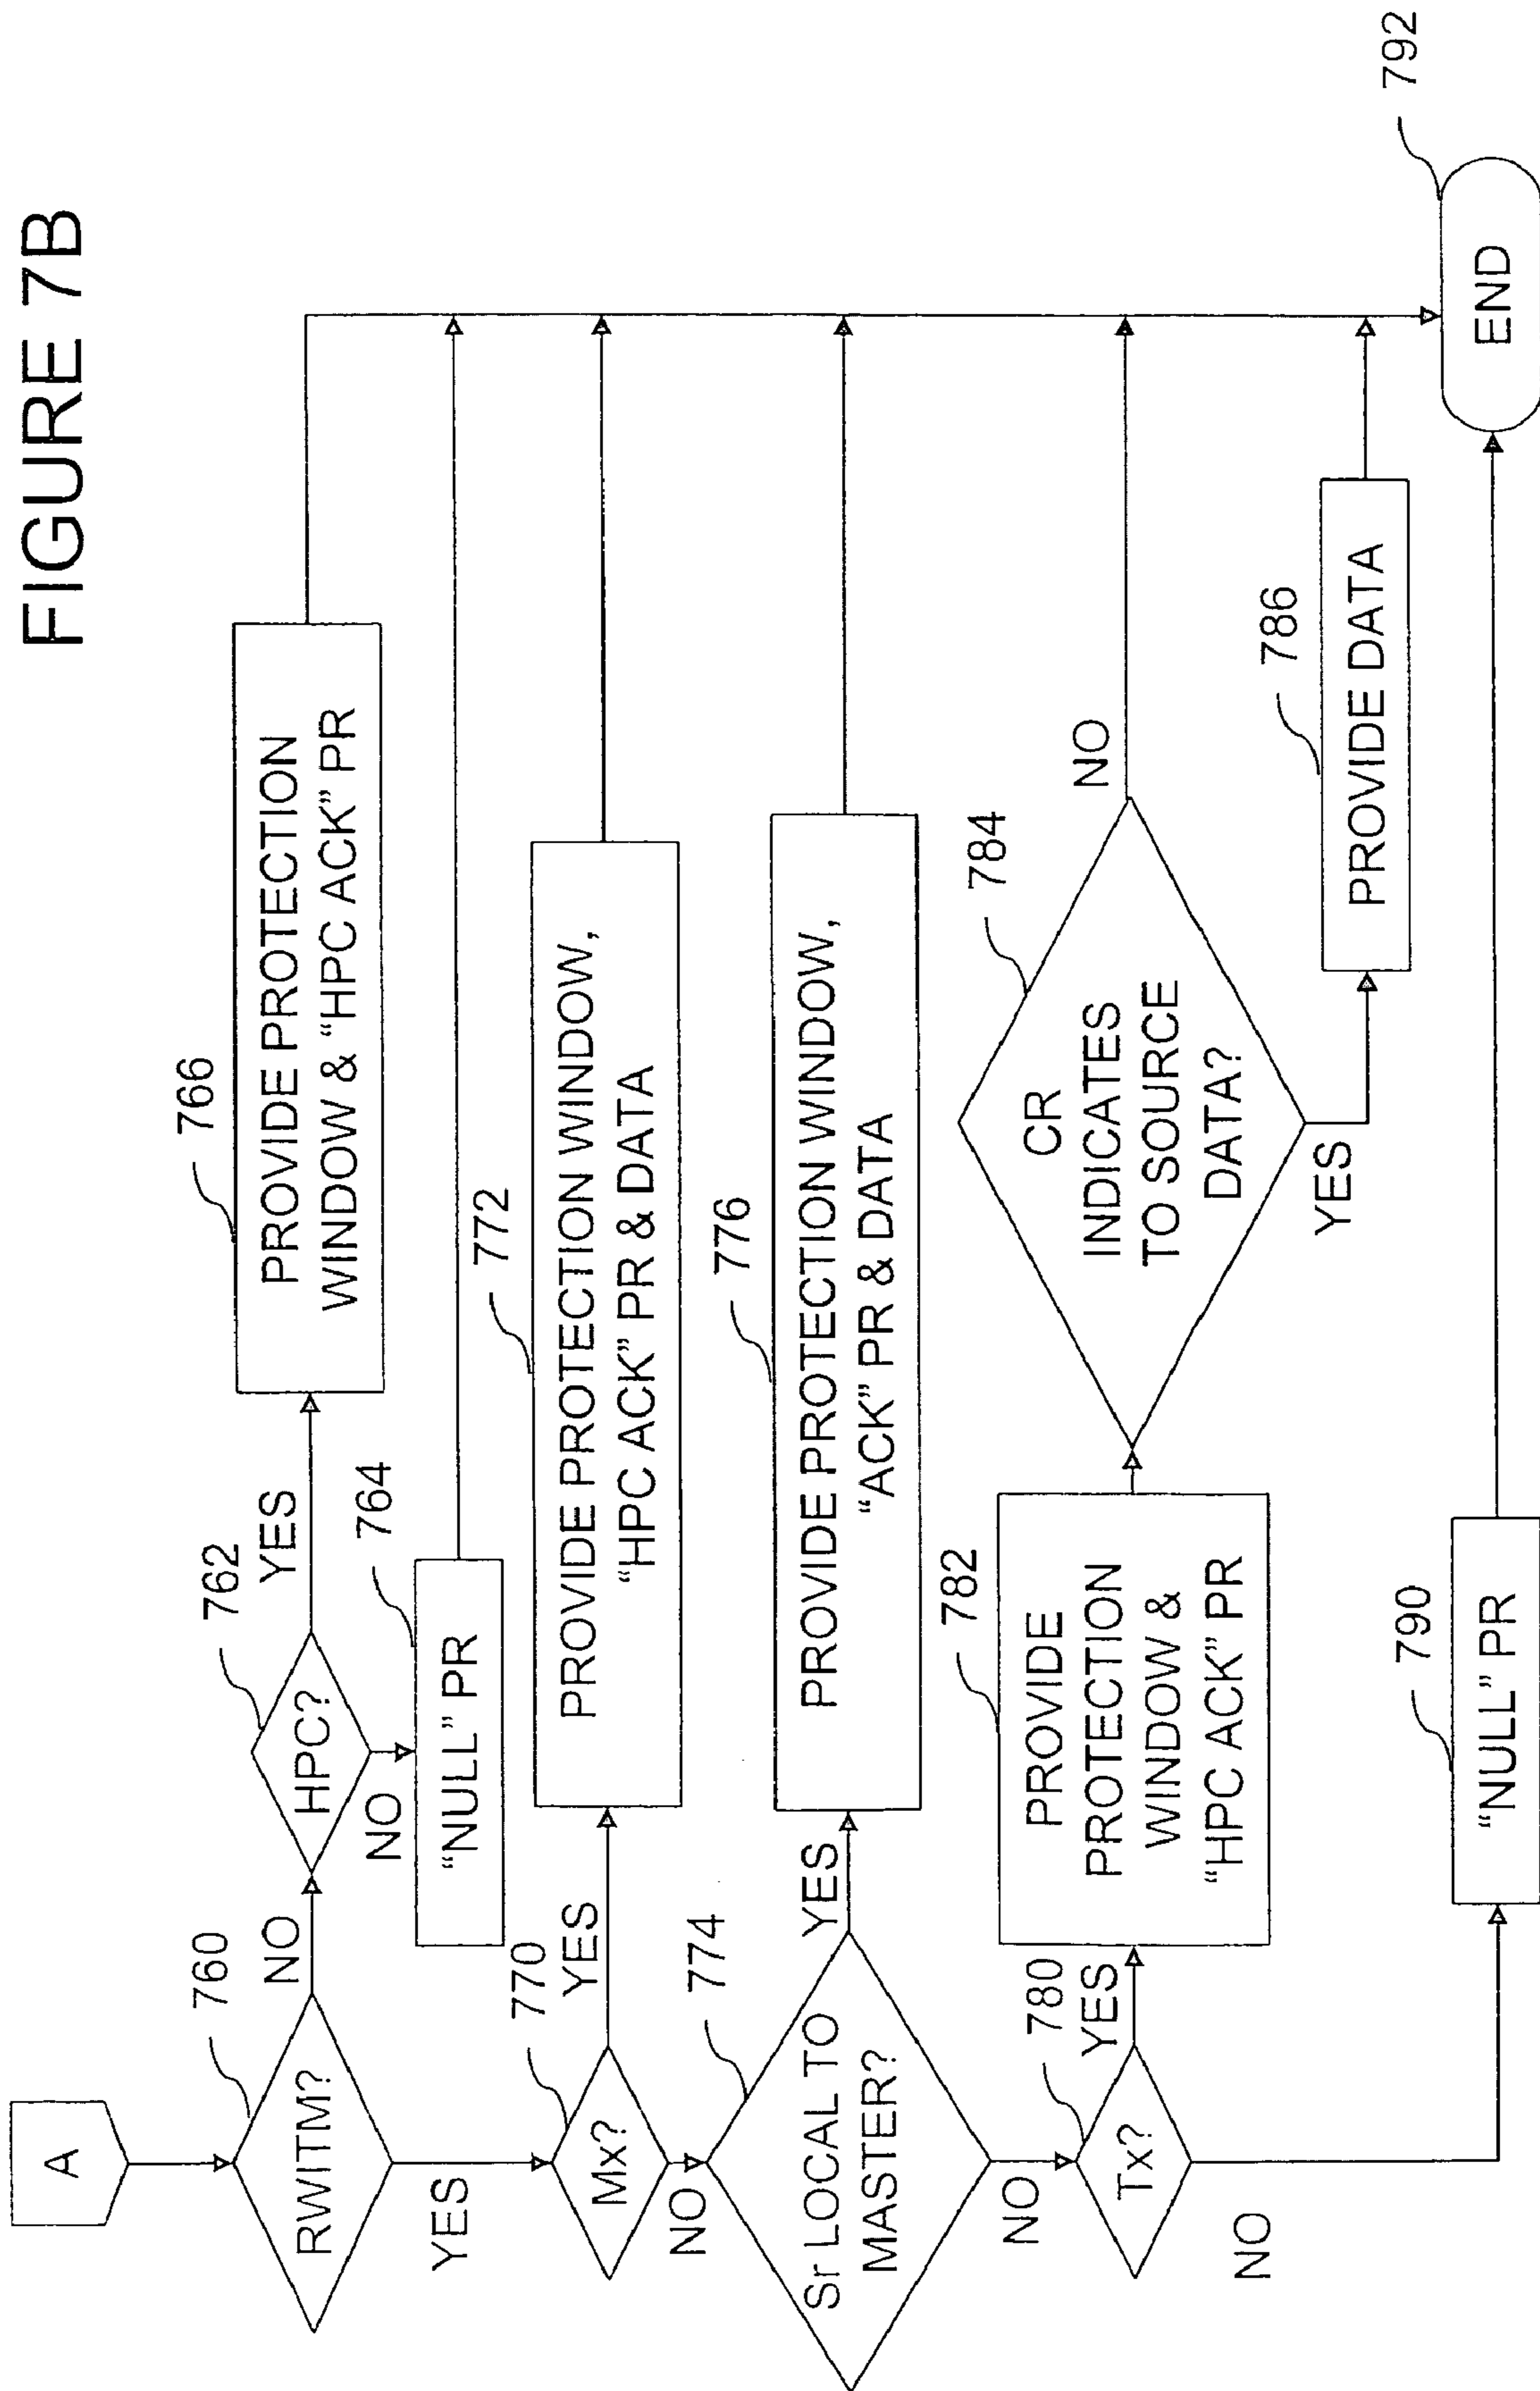 FIGURE 7B
A
760
RWITM?
NO
YES
762
HPC?
YES
NO
766
PROVIDE PROTECTION
WINDOW & “HPC ACK” PR
764
“NULL” PR
770
Mx?
YES
NO
772
PROVIDE PROTECTION WINDOW,
“HPC ACK” PR & DATA
774
Sr LOCAL TO
MASTER?
YES
NO
776
PROVIDE PROTECTION WINDOW,
“ACK” PR & DATA
780
Tx?
YES
NO
782
PROVIDE
PROTECTION
WINDOW &
“HPC ACK” PR
784
CR
INDICATES
TO SOURCE
DATA?
NO
YES
786
PROVIDE DATA
790
“NULL” PR
792
END